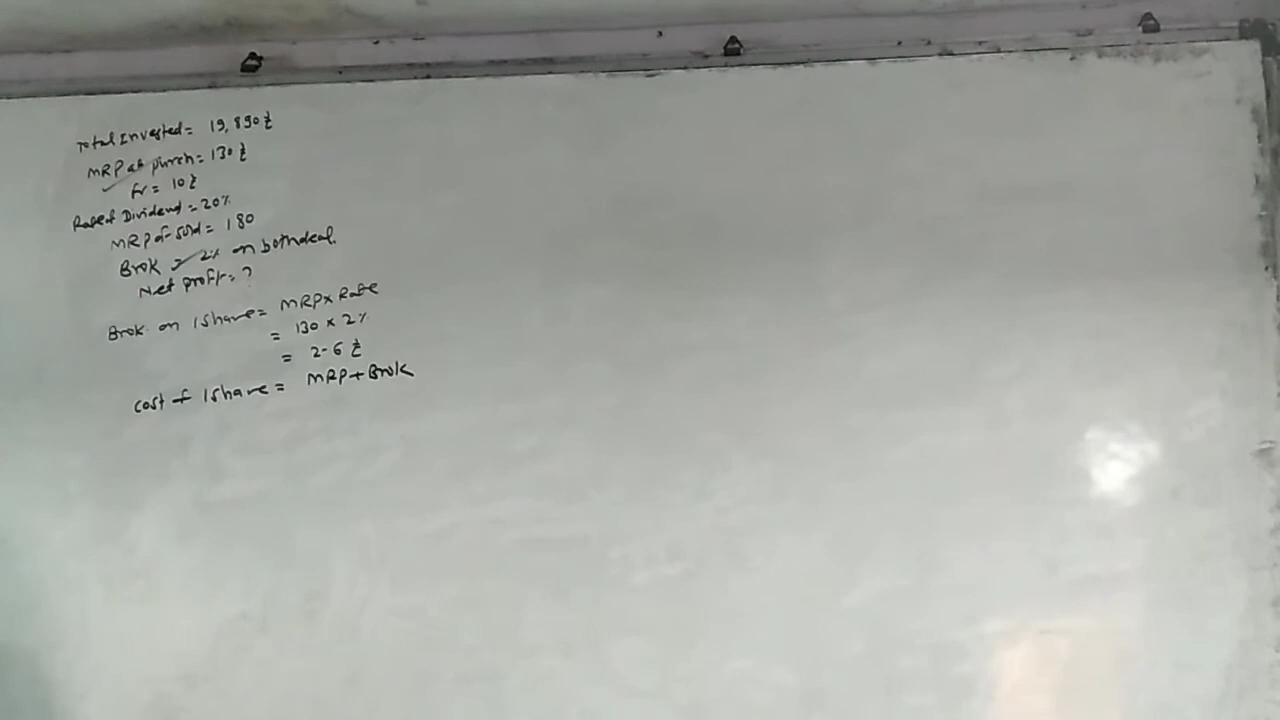 Total Invested = 19,890 ₹
MRP at purch = 130 ₹
fv = 10 ₹
Rate of Dividend = 20%
MRP of sold = 180
Brok = 2% on both deal.
Net profit = ?
Brok. on 1 share = MRP x Rate
= 130 x 2%
= 2.6 ₹
cost of 1 share = MRP + Brok